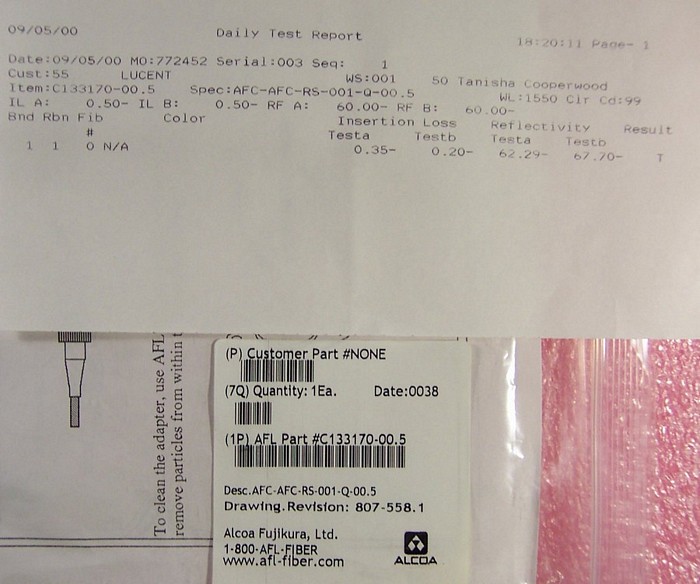 09/05/00 Daily Test Report 18:20:11 Page- 1
Date:09/05/00 MO:772452 Serial:003 Seq: 1
Cust:55 LUCENT WS:001 50 Tanisha Cooperwood
Item:C133170-00.5 Spec:AFC-AFC-RS-001-Q-00.5 WL:1550 Cir Cd:99
IL A: 0.50- IL B: 0.50- RF A: 60.00- RF B: 60.00-
Bnd Rbn Fib Color Insertion Loss Reflectivity Result
# Testa Testb Testa Testb
1 1 0 N/A 0.35- 0.20- 62.29- 67.70- T
To clean the adapter, use AFL
remove particles from within t
(P) Customer Part #NONE
(7Q) Quantity: 1Ea. Date:0038
(1P) AFL Part #C133170-00.5
Desc.AFC-AFC-RS-001-Q-00.5
Drawing.Revision: 807-558.1
Alcoa Fujikura, Ltd.
1-800-AFL-FIBER
www.afl-fiber.com
ALCOA